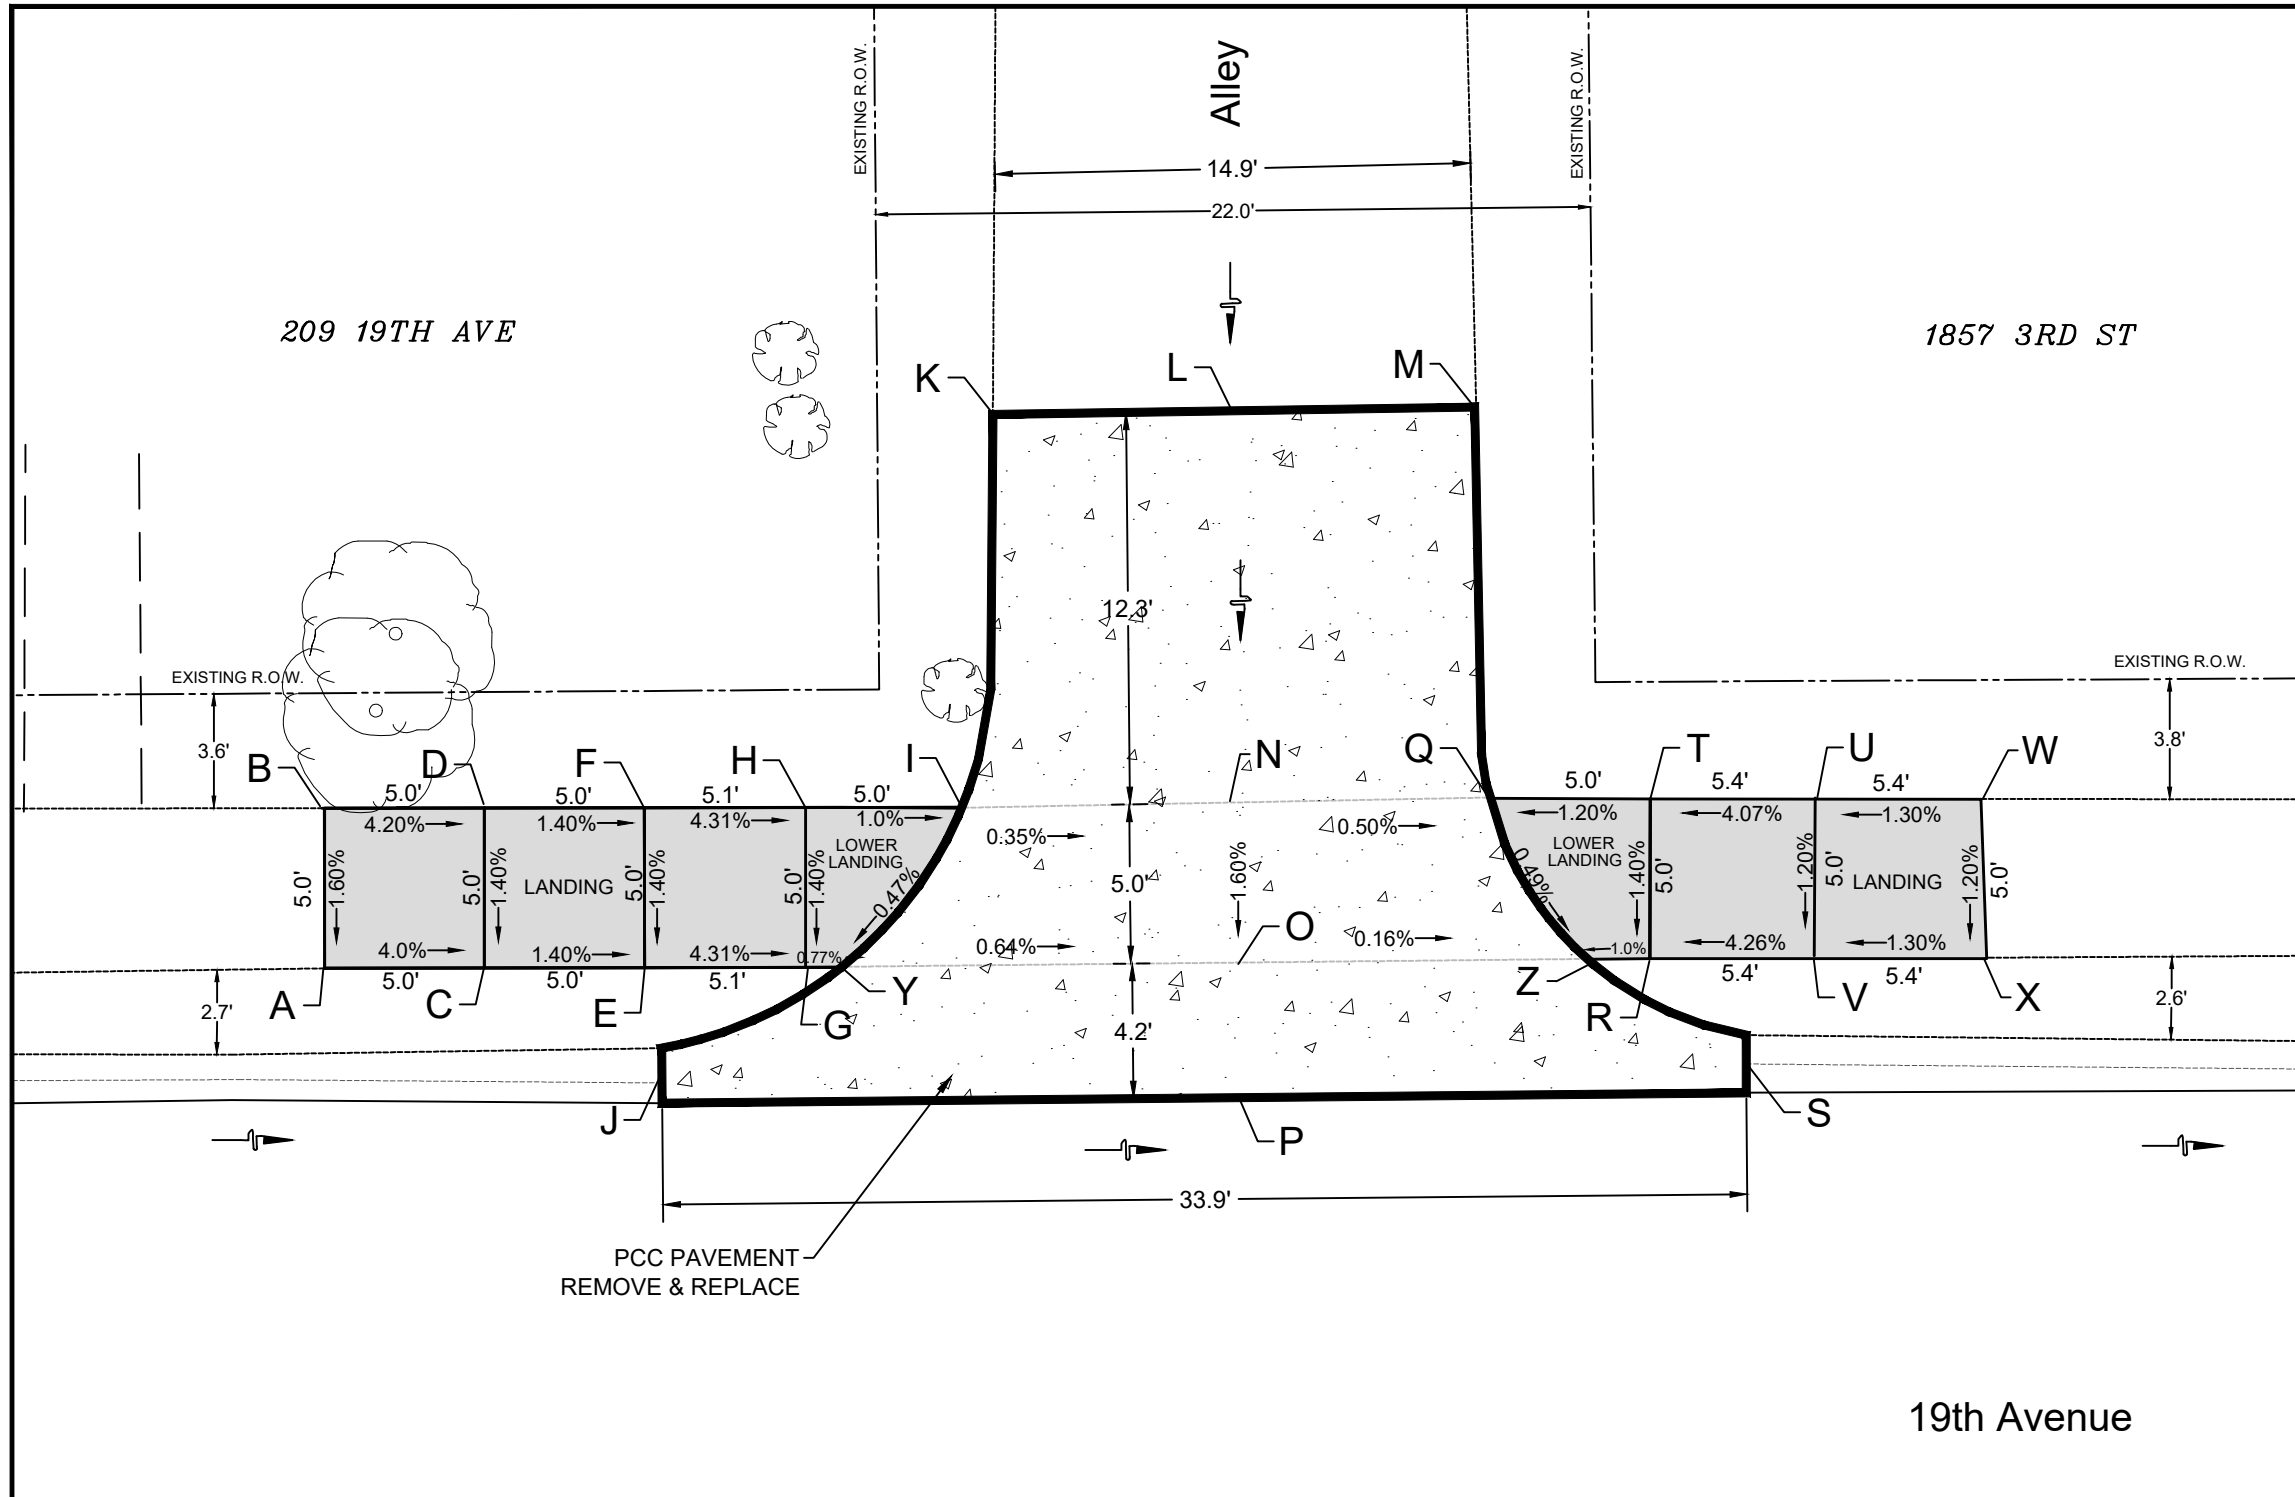 EXISTING R.O.W.
Alley
EXISTING R.O.W.
14.9'
22.0'
209 19TH AVE
1857 3RD ST
K
L
M
12.3'
EXISTING R.O.W.
EXISTING R.O.W.
3.6'
B
D
F
H
I
N
Q
T
U
W
3.8'
5.0'
5.0'
5.1'
5.0'
5.0'
5.4'
5.4'
4.20%
1.40%
4.31%
1.0%
0.35%
0.50%
1.20%
4.07%
1.30%
LOWER
LANDING
LOWER
LANDING
5.0'
1.60%
5.0'
1.40%
LANDING
5.0'
1.40%
5.0'
1.40%
0.47%
5.0'
1.60%
0.49%
1.40%
5.0'
1.20%
5.0'
LANDING
1.20%
5.0'
4.0%
1.40%
4.31%
0.77%
0.64%
O
0.16%
1.0%
4.26%
1.30%
5.0'
5.0'
5.1'
Y
Z
5.4'
5.4'
2.7'
A
C
E
G
4.2'
R
V
X
2.6'
J
P
S
33.9'
PCC PAVEMENT
REMOVE & REPLACE
19th Avenue